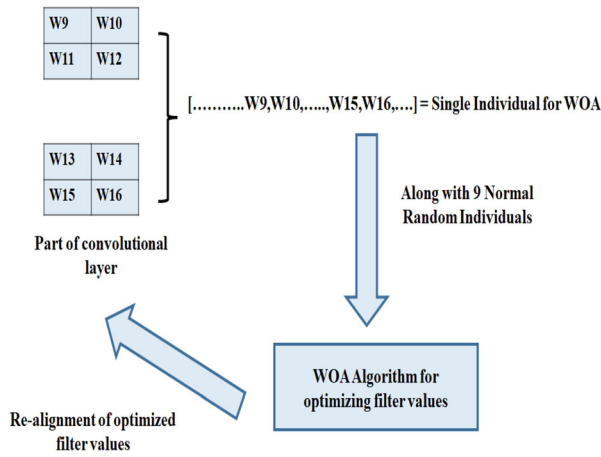 W9 W10
W11 W12
[………..W9,W10,…..,W15,W16,….] = Single Individual for WOA
W13 W14
W15 W16
Part of convolutional
layer
Along with 9 Normal
Random Individuals
WOA Algorithm for
optimizing filter values
Re-alignment of optimized
filter values